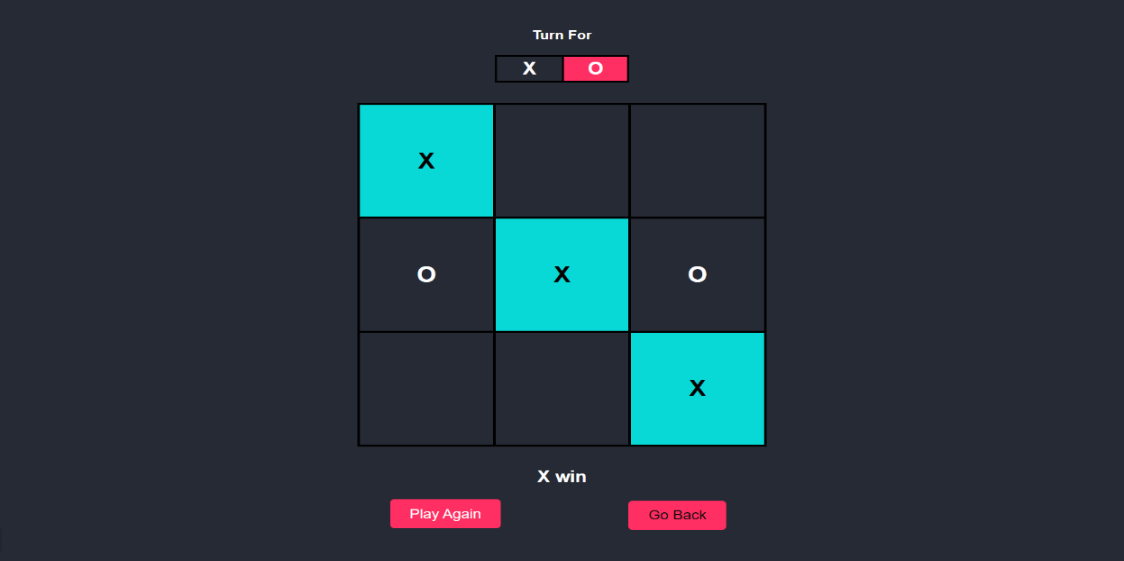 Turn For
X O
X
O X O
X
X win
Play Again Go Back